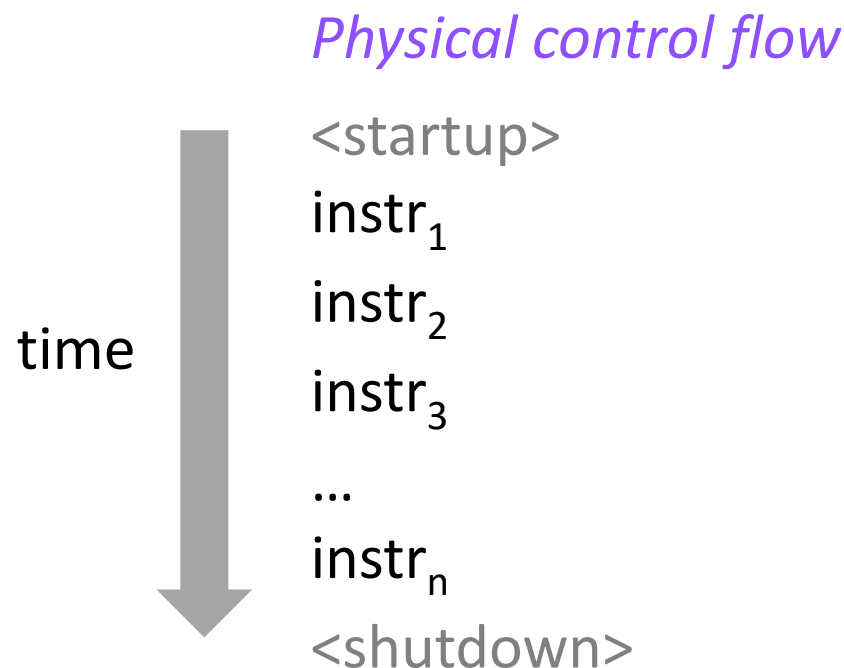 Physical control flow
<startup>
instr₁
instr₂
time
instr₃
…
instrₙ
<shutdown>